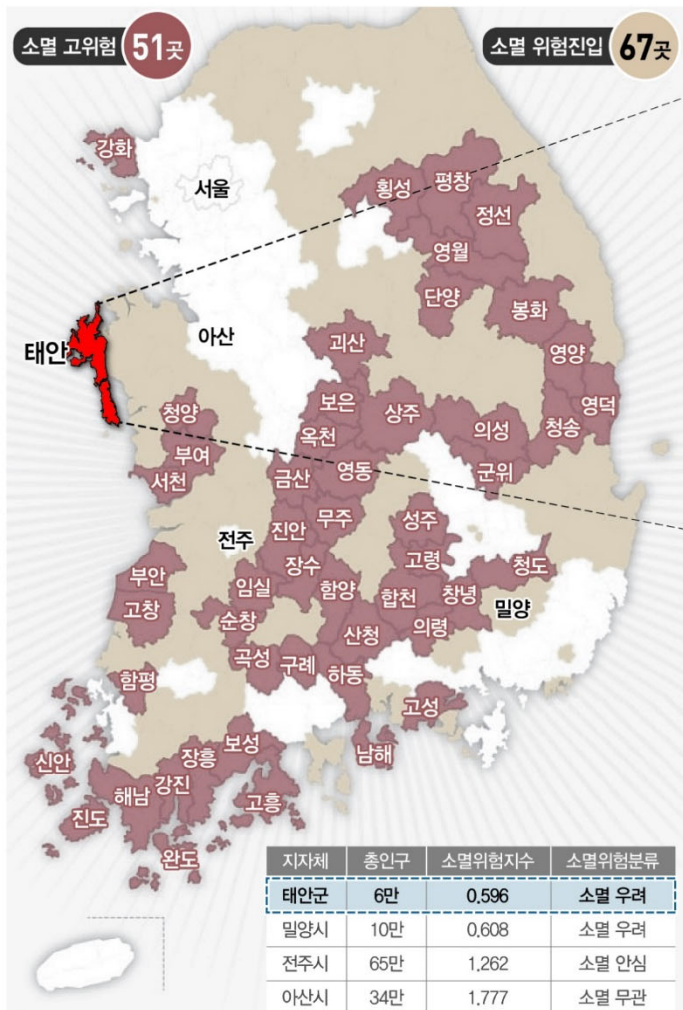 소멸 고위험 51곳
소멸 위험진입 67곳
강화
서울
횡성
평창
정선
영월
단양
봉화
태안
아산
괴산
영양
청양
보은
상주
영덕
옥천
의성
청송
부여
서천
금산
영동
군위
무주
성주
전주
진안
장수
고령
청도
부안
임실
함양
합천
창녕
고창
순창
밀양
산청
의령
곡성
구례
하동
함평
고성
보성
남해
신안
장흥
해남
강진
고흥
진도
완도
지자체 총인구 소멸위험지수 소멸위험분류
태안군 6만 0.596 소멸 우려
밀양시 10만 0.608 소멸 우려
전주시 65만 1.262 소멸 안심
아산시 34만 1.777 소멸 무관